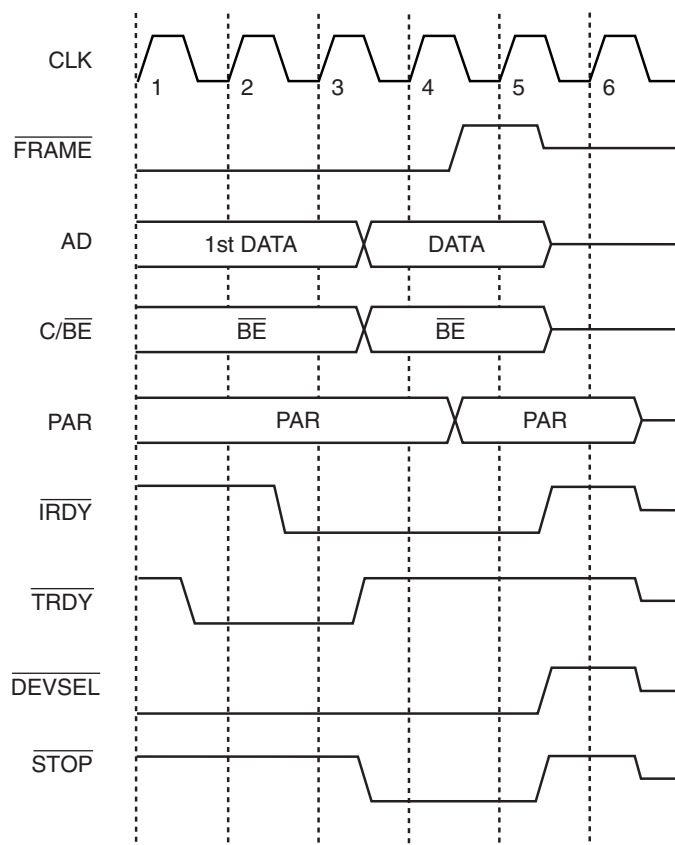 CLK
1 2 3 4 5 6
FRAME
AD 1st DATA DATA
C/BE BE BE
PAR PAR PAR
IRDY
TRDY
DEVSEL
STOP